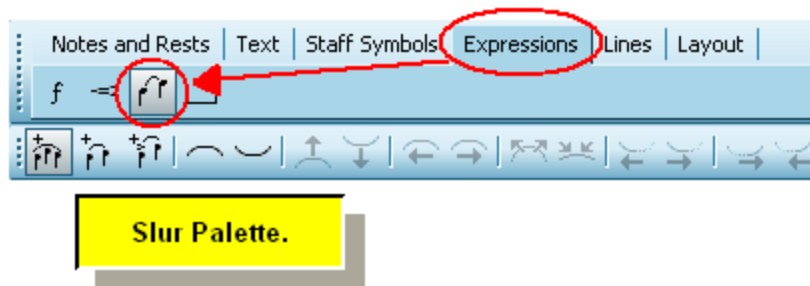 Notes and Rests | Text | Staff Symbols | Expressions | Lines | Layout |
f
Slur Palette.